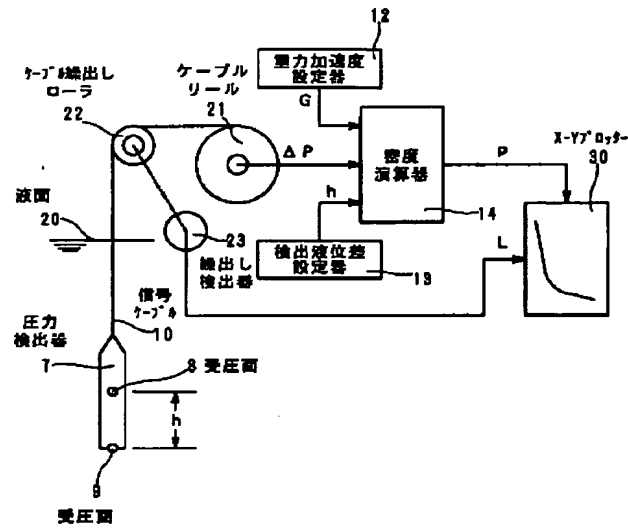 12
重力加速度
設定器
ケーブル繰出し
ローラ
22
ケーブル
リール
21
G
X-Yプロッター
30
ΔP
密度
演算器
14
ρ
h
液面
20
23
繰出し
検出器
検出液位差
設定器
13
L
信号
ケーブル
10
圧力
検出器
7
8 受圧面
h
9
受圧面